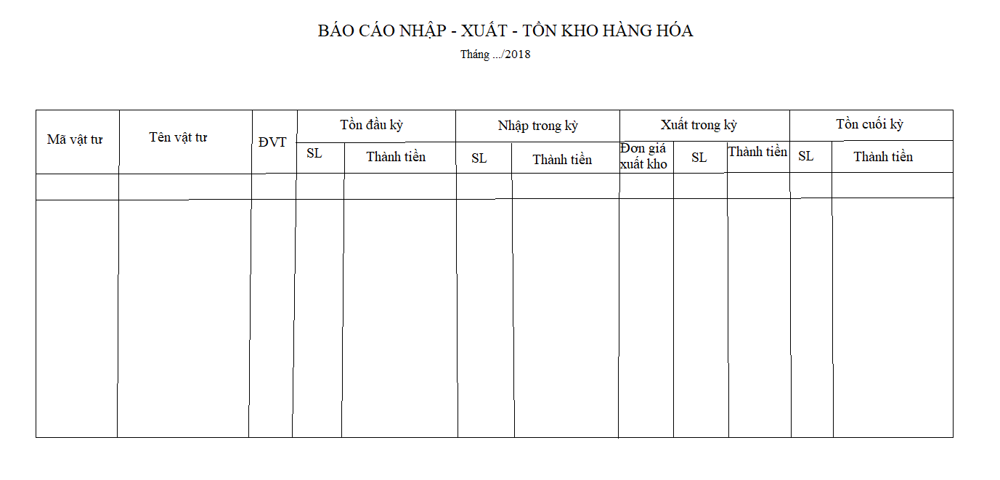 BÁO CÁO NHẬP - XUẤT - TỒN KHO HÀNG HÓA
Tháng .../2018
Mã vật tư
Tên vật tư
ĐVT
Tồn đầu kỳ
Nhập trong kỳ
Xuất trong kỳ
Tồn cuối kỳ
SL
Thành tiền
SL
Thành tiền
Đơn giá
xuất kho
SL
Thành tiền
SL
Thành tiền